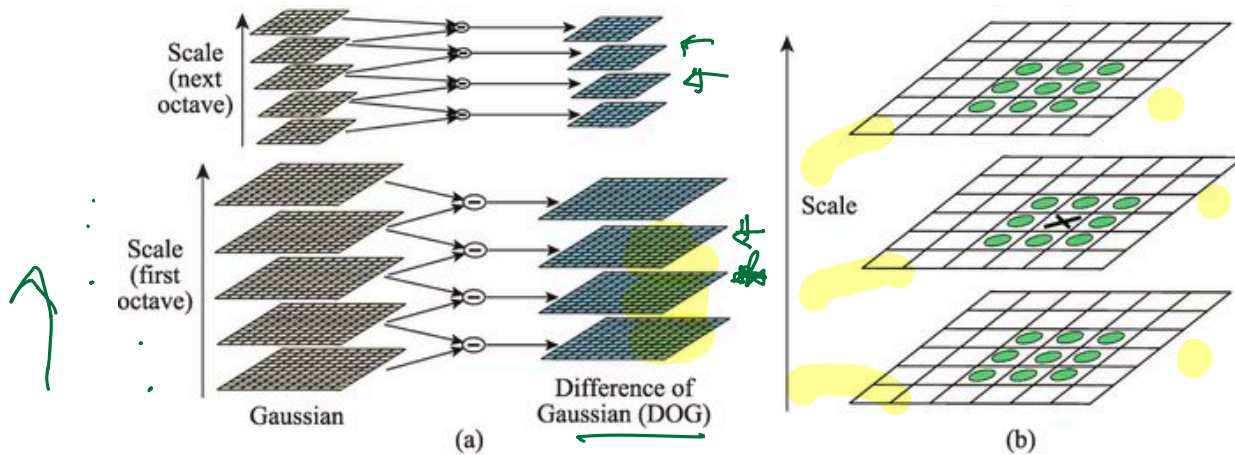 Scale
(next
octave)
Scale
(first
octave)
Gaussian
Difference of
Gaussian (DOG)
(a)
Scale
(b)